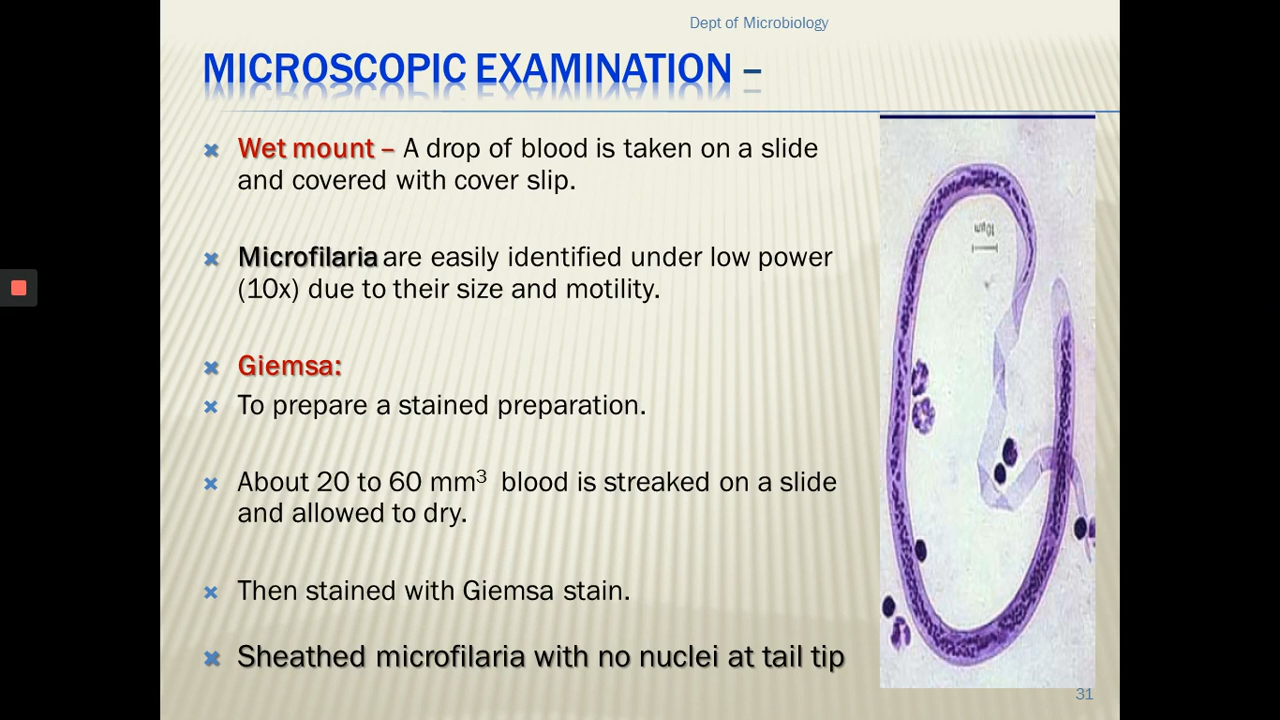 Dept of Microbiology
MICROSCOPIC EXAMINATION –
Wet mount – A drop of blood is taken on a slide
and covered with cover slip.
Microfilaria are easily identified under low power
(10x) due to their size and motility.
Giemsa:
To prepare a stained preparation.
About 20 to 60 mm³ blood is streaked on a slide
and allowed to dry.
Then stained with Giemsa stain.
Sheathed microfilaria with no nuclei at tail tip
10µm
31